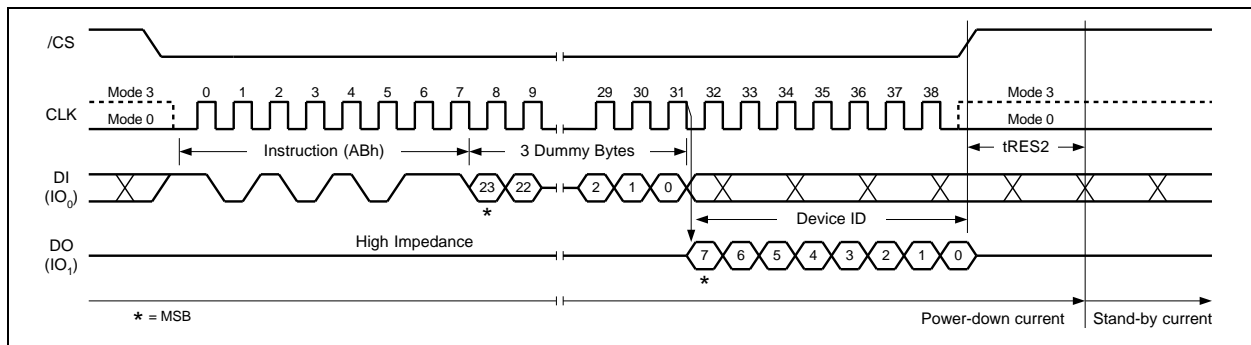 /CS
Mode 3
0 1 2 3 4 5 6 7 8 9 29 30 31 32 33 34 35 36 37 38
Mode 3
CLK
Mode 0
Mode 0
Instruction (ABh)
3 Dummy Bytes
tRES2
DI
(IO0)
23 22 2 1 0
*
Device ID
DO
(IO1)
High Impedance
7 6 5 4 3 2 1 0
*
* = MSB
Power-down current
Stand-by current